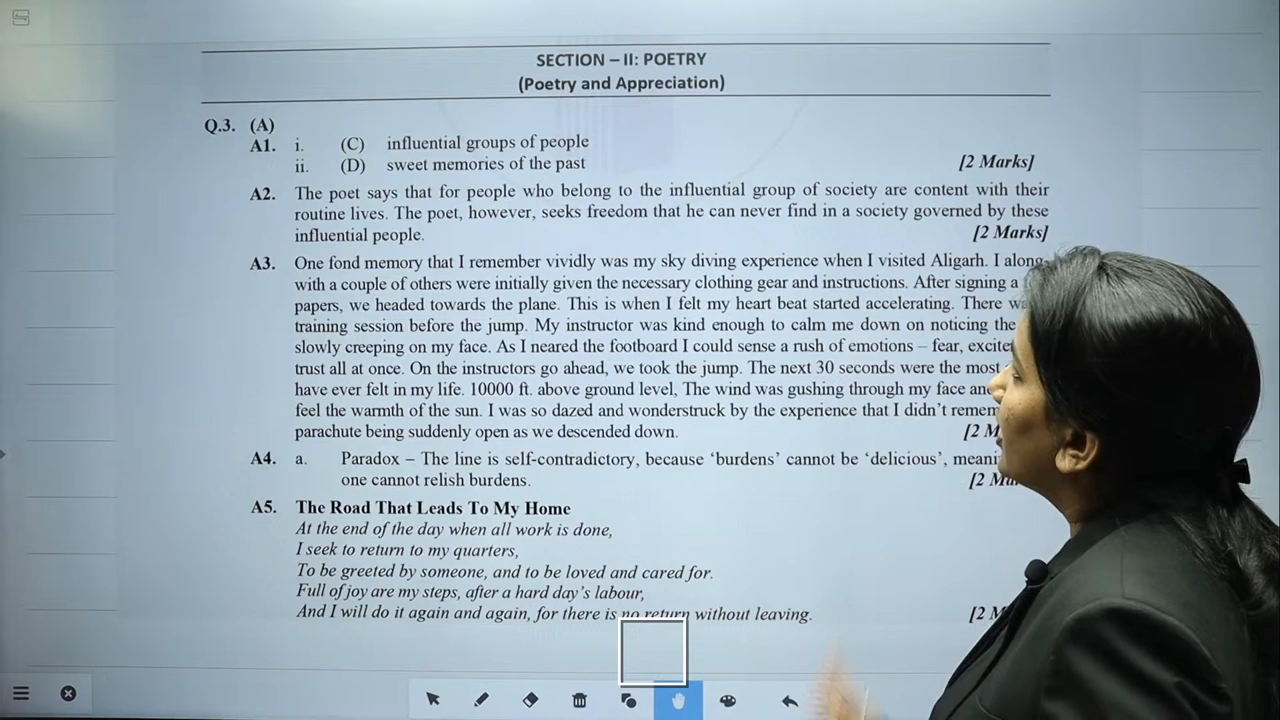 SECTION – II: POETRY
(Poetry and Appreciation)
Q.3. (A)
A1. i. (C) influential groups of people
ii. (D) sweet memories of the past [2 Marks]
A2. The poet says that for people who belong to the influential group of society are content with their
routine lives. The poet, however, seeks freedom that he can never find in a society governed by these
influential people. [2 Marks]
A3. One fond memory that I remember vividly was my sky diving experience when I visited Aligarh. I along
with a couple of others were initially given the necessary clothing gear and instructions. After signing a
papers, we headed towards the plane. This is when I felt my heart beat started accelerating. There
training session before the jump. My instructor was kind enough to calm me down on noticing the
slowly creeping on my face. As I neared the footboard I could sense a rush of emotions – fear,
trust all at once. On the instructors go ahead, we took the jump. The next 30 seconds were the most
have ever felt in my life. 10000 ft. above ground level, The wind was gushing through my face
feel the warmth of the sun. I was so dazed and wonderstruck by the experience that I didn't
parachute being suddenly open as we descended down. [2
A4. a. Paradox – The line is self-contradictory, because 'burdens' cannot be 'delicious',
one cannot relish burdens. [2
A5. The Road That Leads To My Home
At the end of the day when all work is done,
I seek to return to my quarters,
To be greeted by someone, and to be loved and cared for.
Full of joy are my steps, after a hard day's labour,
And I will do it again and again, for there is no return without leaving. [2